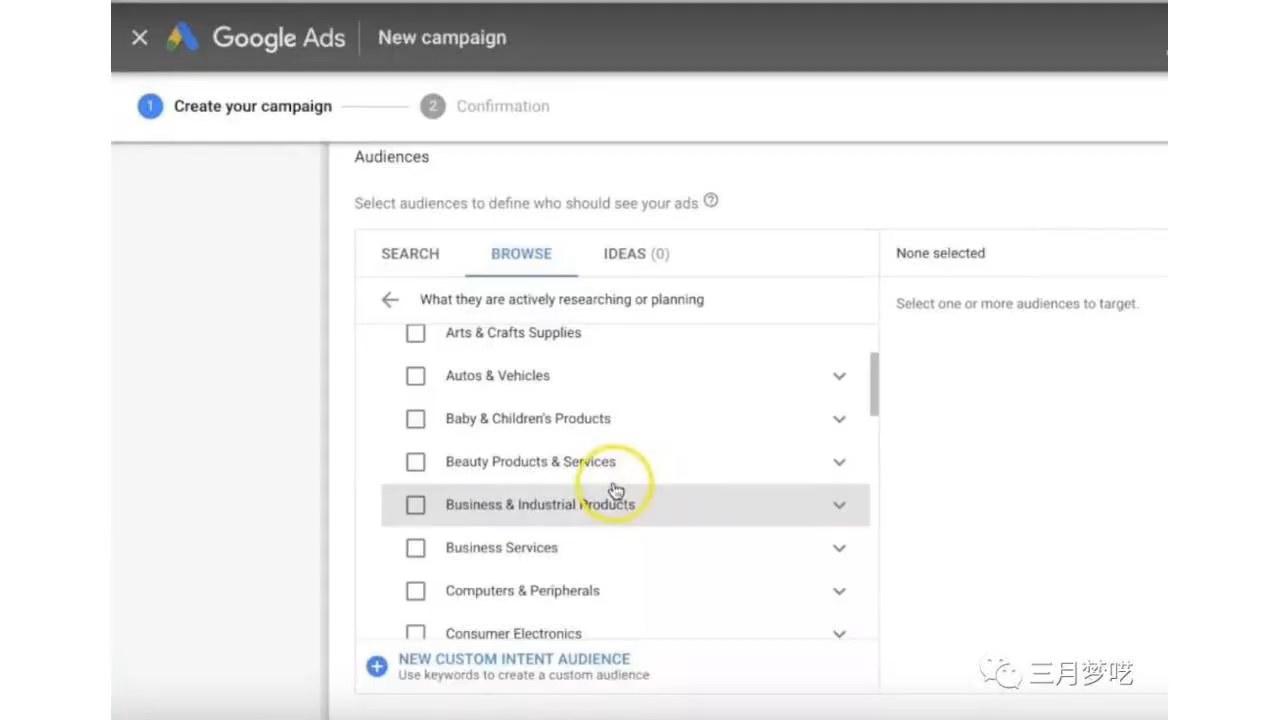 Google Ads
New campaign
1 Create your campaign
2 Confirmation
Audiences
Select audiences to define who should see your ads ?
SEARCH
BROWSE
IDEAS (0)
None selected
What they are actively researching or planning
Select one or more audiences to target.
Arts & Crafts Supplies
Autos & Vehicles
Baby & Children's Products
Beauty Products & Services
Business & Industrial Products
Business Services
Computers & Peripherals
Consumer Electronics
NEW CUSTOM INTENT AUDIENCE
Use keywords to create a custom audience
三月梦呓